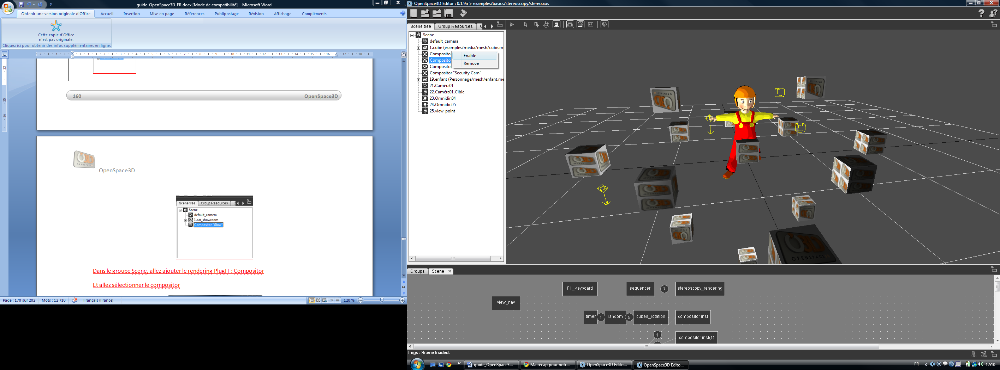 guide_OpenSpace3D_FR.docx [Mode de compatibilité] - Microsoft Word
Obtenir une version originale d'Office
Accueil
Insertion
Mise en page
Références
Publipostage
Révision
Affichage
Compléments
Cette copie d'Office
n'est pas originale.
Cliquez ici pour obtenir des infos supplémentaires en ligne.
160
OpenSpace3D
OpenSpace3D
Scene tree
Group Resources
Scene
default_camera
1.car_showroom
Compositor "Glow"
Dans le groupe Scene, allez ajouter le rendering PlugIT : Compositor
Et allez sélectionner le compositor
Page : 170 sur 202
Mots : 12 710
Français (France)
120 %
OpenSpace3D Editor : 0.1.9a > examples/basics/stereoscopy/stereo.xos
Scene tree
Group Resources
Scene
default_camera
1.cube (examples/media/mesh/cube.m
Compositor
Compositor
Compositor
Compositor "Security Cam"
19.enfant (Personnage/mesh/enfant.me
21.Caméra01
22.Caméra01.Cible
23.Omnidir.04
24.Omnidir.05
25.view_point
Enable
Remove
OPENSPACE
Groups
Scene
F1_Keyboard
sequencer
7
stereoscopy_rendering
view_nav
timer
1
random
5
cubes_rotation
compositor inst
1
compositor inst(1)
Logs : Scene loaded.
guide_OpenSpace3...
Ma récap pour notr...
OpenSpace3D Edito...
OpenSpace3D Edito...
FR
17:10